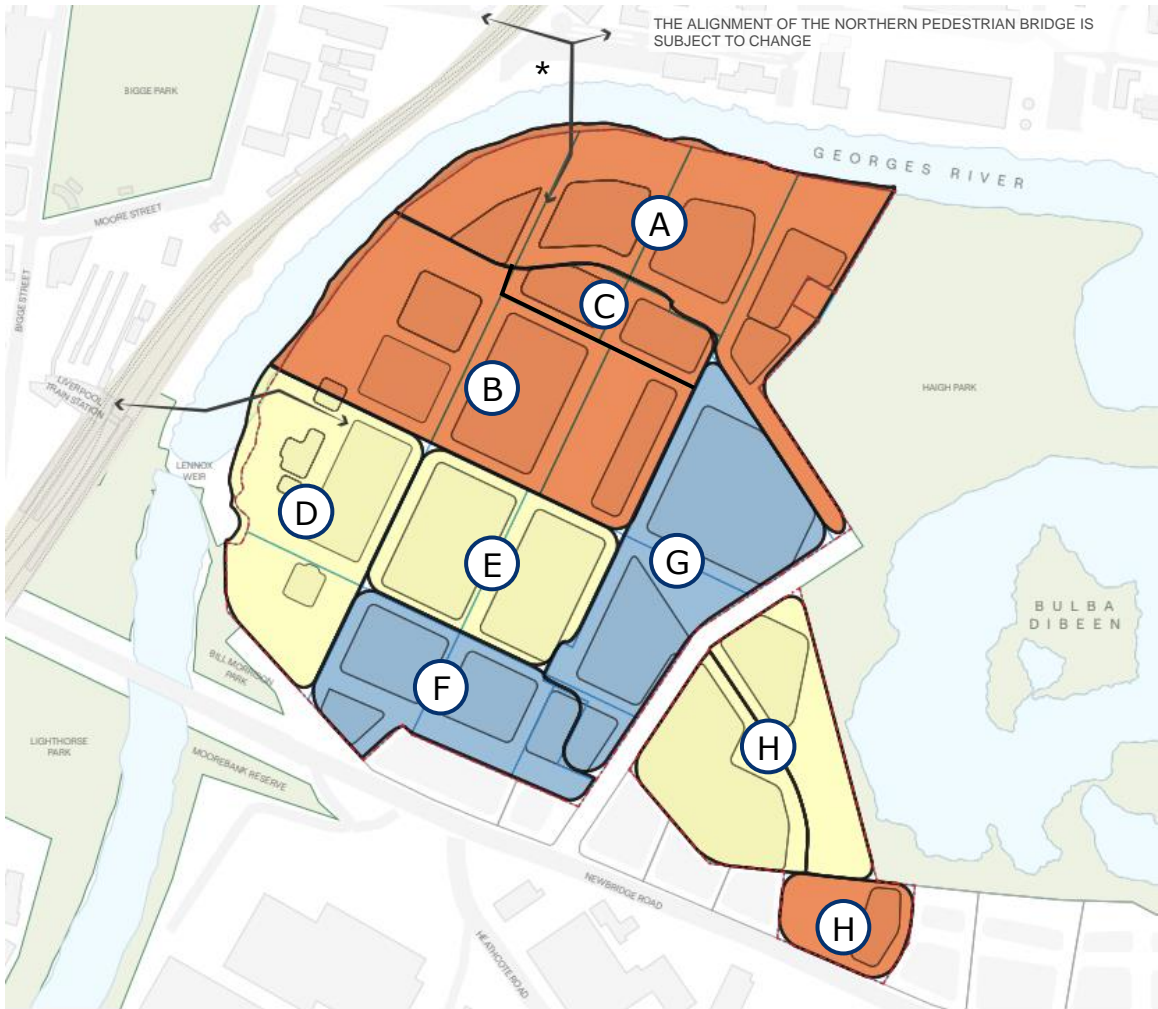 THE ALIGNMENT OF THE NORTHERN PEDESTRIAN BRIDGE IS
SUBJECT TO CHANGE
*
BIGGE PARK
GEORGES RIVER
MOORE STREET
A
BIGGE STREET
C
LIVERPOOL
TRAIN STATION
B
HAIGH PARK
LENNOX
WEIR
D
E
G
BULBA
DIBEEN
BILL MORRISON
PARK
F
LIGHTHORSE
PARK
H
MOOREBANK RESERVE
NEWBRIDGE ROAD
H
HEATHCOTE ROAD